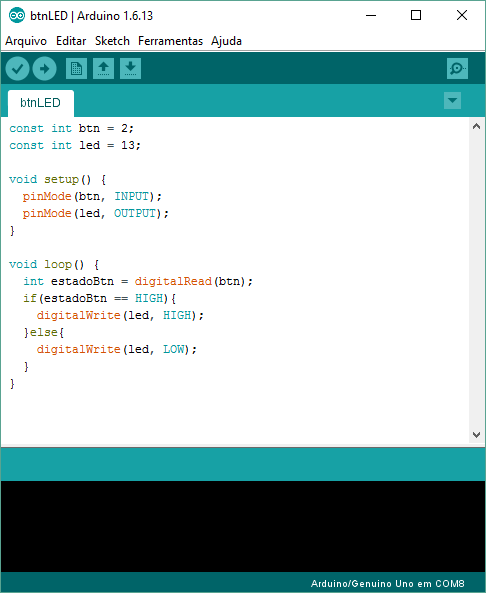 btnLED | Arduino 1.6.13
Arquivo Editar Sketch Ferramentas Ajuda
btnLED
const int btn = 2;
const int led = 13;
void setup() {
  pinMode(btn, INPUT);
  pinMode(led, OUTPUT);
}
void loop() {
  int estadoBtn = digitalRead(btn);
  if(estadoBtn == HIGH){
    digitalWrite(led, HIGH);
  }else{
    digitalWrite(led, LOW);
  }
}
Arduino/Genuino Uno em COM8